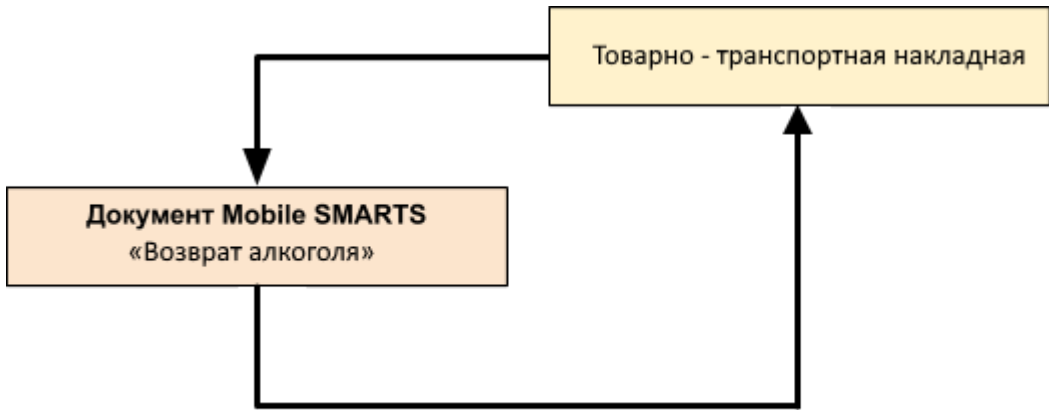 Товарно - транспортная накладная
Документ Mobile SMARTS
«Возврат алкоголя»